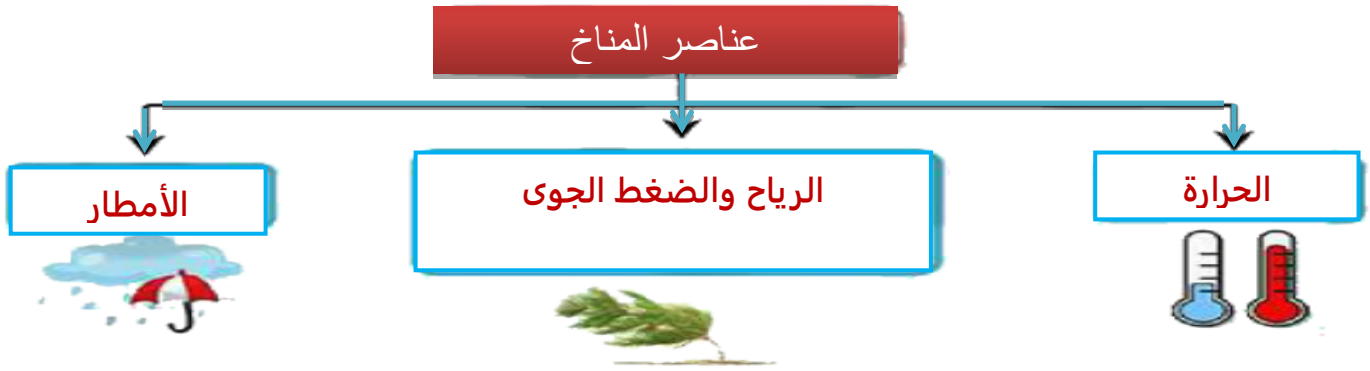 عناصر المناخ
الحرارة
الرياح والضغط الجوى
الأمطار